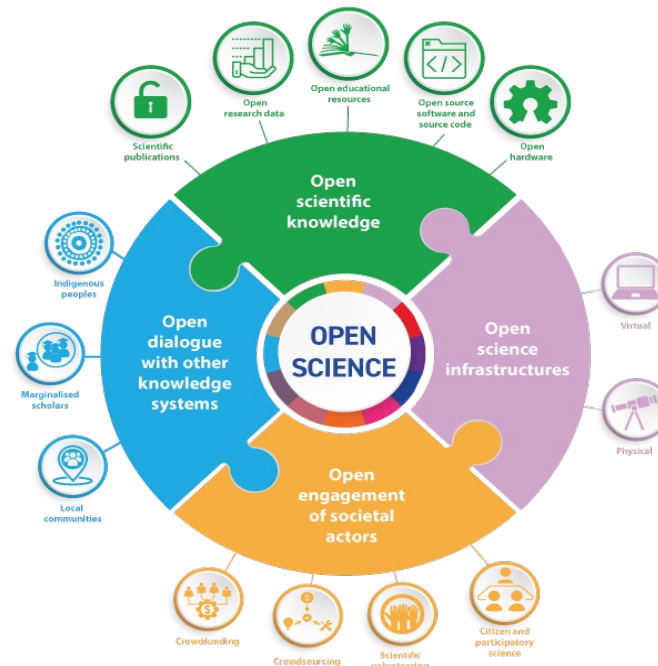 Open educational
resources
Open
research data
Open source
software and
source code
Scientific
publications
Open
hardware
Open
scientific
knowledge
Indigenous
peoples
Marginalised
scholars
Local
communities
Open
dialogue
with other
knowledge
systems
OPEN
SCIENCE
Open
science
infrastructures
Virtual
Physical
Open
engagement
of societal
actors
Crowdfunding
Crowdsourcing
Scientific
volunteering
Citizen and
participatory
science